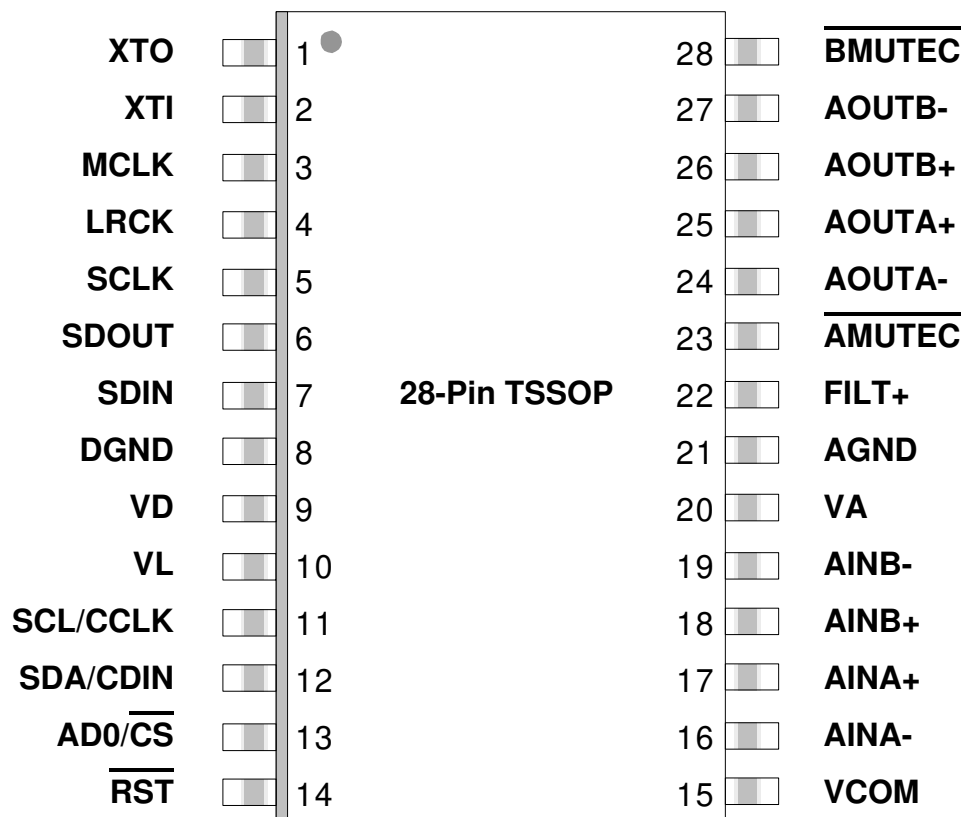 XTO 1 28 BMUTEC
XTI 2 27 AOUTB-
MCLK 3 26 AOUTB+
LRCK 4 25 AOUTA+
SCLK 5 24 AOUTA-
SDOUT 6 23 AMUTEC
SDIN 7 28-Pin TSSOP 22 FILT+
DGND 8 21 AGND
VD 9 20 VA
VL 10 19 AINB-
SCL/CCLK 11 18 AINB+
SDA/CDIN 12 17 AINA+
AD0/CS 13 16 AINA-
RST 14 15 VCOM